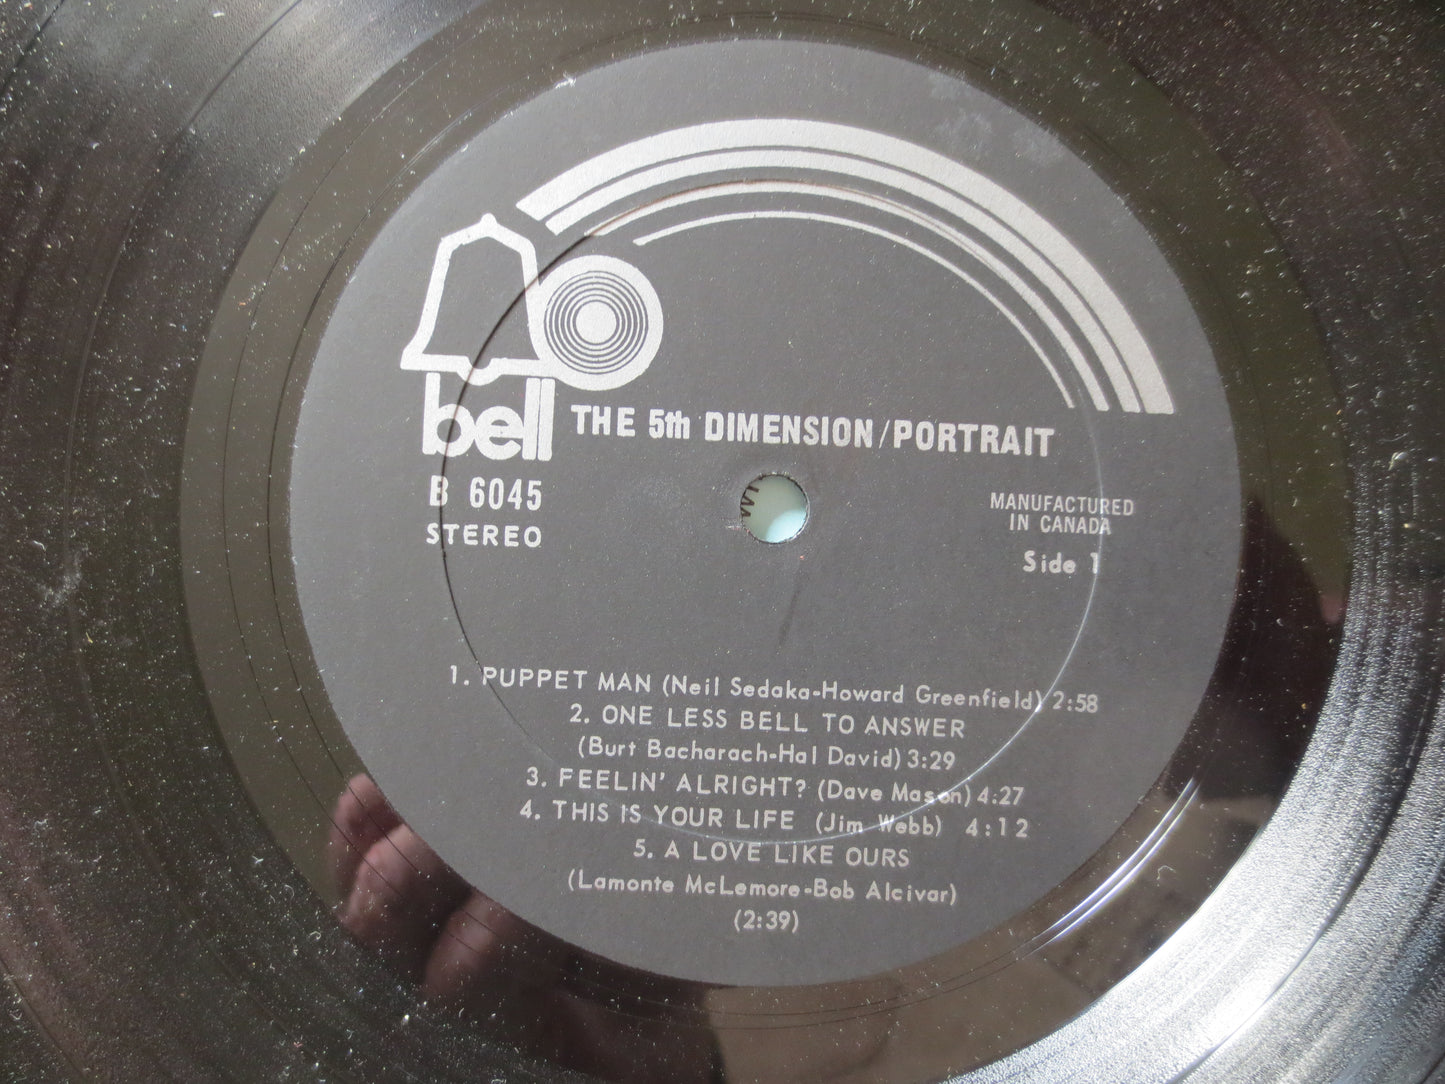 bell
THE 5th DIMENSION/PORTRAIT
B 6045
STEREO
MANUFACTURED
IN CANADA
Side 1
1. PUPPET MAN (Neil Sedaka-Howard Greenfield) 2:58
2. ONE LESS BELL TO ANSWER
(Burt Bacharach-Hal David) 3:29
3. FEELIN' ALRIGHT? (Dave Mason) 4:27
4. THIS IS YOUR LIFE (Jim Webb) 4:12
5. A LOVE LIKE OURS
(Lamonte McLemore-Bob Alcivar)
(2:39)